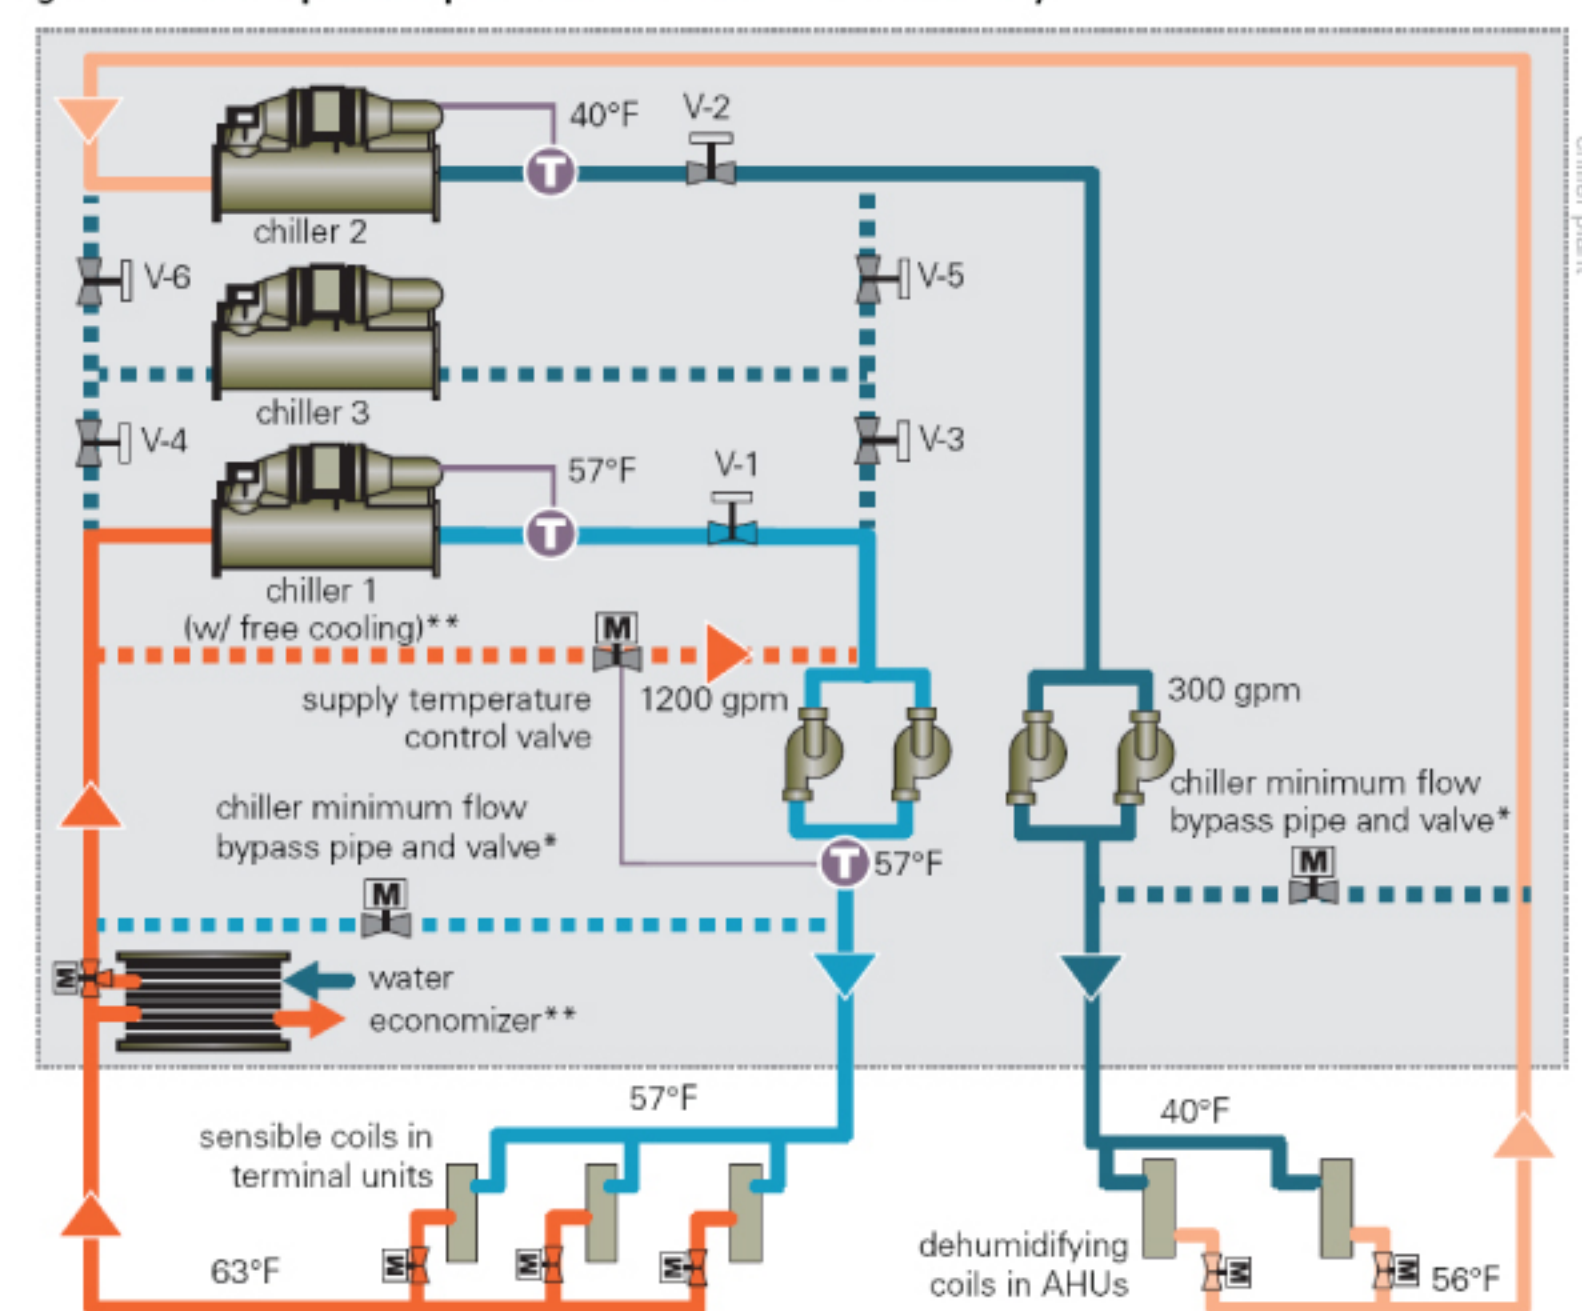 40°F
V-2
chiller 2
V-6
V-5
chiller 3
V-4
V-3
57°F
V-1
chiller 1
(w/ free cooling)**
M
supply temperature
control valve
1200 gpm
300 gpm
chiller minimum flow
bypass pipe and valve*
chiller minimum flow
bypass pipe and valve*
M
M
T
T
T
57°F
M
water
economizer**
57°F
40°F
sensible coils in
terminal units
63°F
M
M
M
dehumidifying
coils in AHUs
M
M
56°F